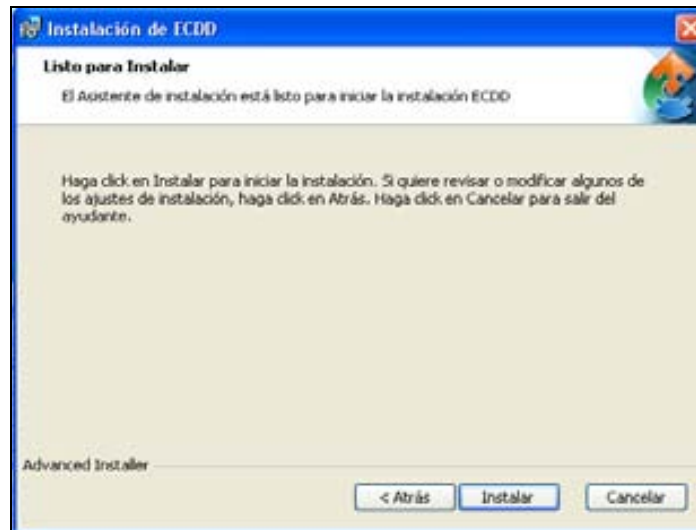 Instalación de ECDD
Listo para Instalar
El Asistente de instalación está listo para iniciar la instalación ECDD
Haga click en Instalar para iniciar la instalación. Si quiere revisar o modificar algunos de
los ajustes de instalación, haga click en Atrás. Haga click en Cancelar para salir del
ayudante.
Advanced Installer
< Atrás
Instalar
Cancelar